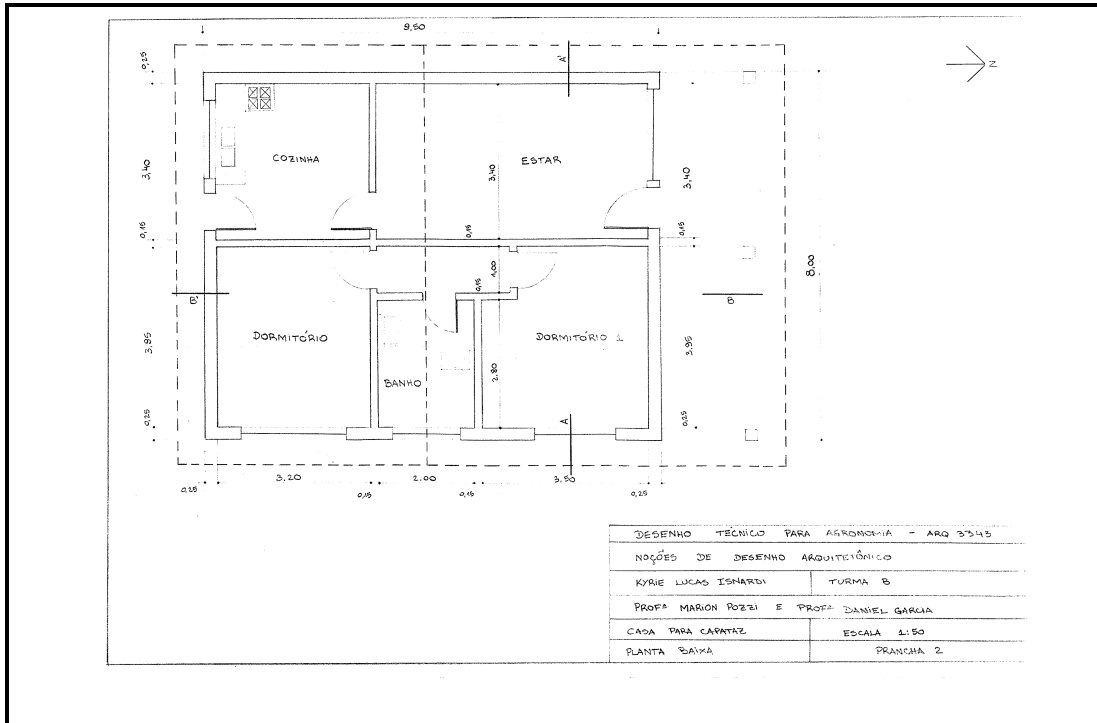 9,50
A'
Z
0,25
COZINHA
ESTAR
3,40
3,40
3,40
0,15
0,15
0,15
8,00
1,00
0,15
B'
B
DORMITÓRIO
DORMITÓRIO 1
3,95
3,95
2,80
BANHO
A
0,25
0,25
3,20
2,00
3,50
0,25
0,15
0,15
0,25
DESENHO TÉCNICO PARA AGRONOMIA - ARQ 3343
NOÇÕES DE DESENHO ARQUITETÔNICO
KYRIE LUCAS ISNARDI TURMA B
PROFª MARION POZZI E PROFª DANIEL GARCIA
CASA PARA CAPATAZ ESCALA 1:50
PLANTA BAIXA PRANCHA 2